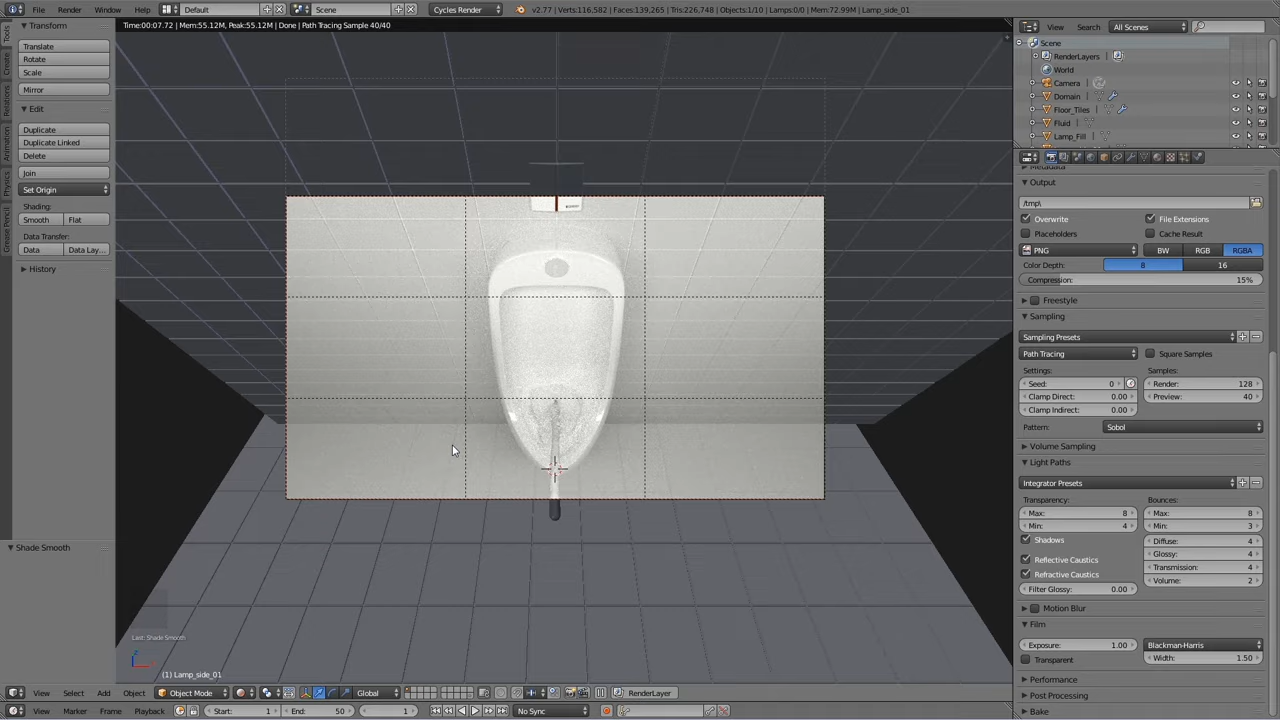 File Render Window Help Default Scene Cycles Render v2.77 | Verts:116,582 | Faces:139,265 | Tris:226,748 | Objects:1/10 | Lamps:0/0 | Mem:72.99M | Lamp_side_01
Time:00:07.72 | Mem:55.12M, Peak:55.12M | Done | Path Tracing Sample 40/40
Tools
Create
Relations
Animation
Physics
Grease Pencil
Transform
Translate
Rotate
Scale
Mirror
Edit
Duplicate
Duplicate Linked
Delete
Join
Set Origin
Shading:
Smooth Flat
Data Transfer:
Data Data Lay...
History
Shade Smooth
Last: Shade Smooth
(1) Lamp_side_01
View Select Add Object Object Mode Global RenderLayer
View Marker Frame Playback Start: 1 End: 50 1 No Sync
View Search All Scenes
Scene
RenderLayers
World
Camera
Domain
Floor_Tiles
Fluid
Lamp_Fill
Metadata
Output
/tmp\
Overwrite File Extensions
Placeholders Cache Result
PNG BW RGB RGBA
Color Depth: 8 16
Compression: 15%
Freestyle
Sampling
Sampling Presets
Path Tracing Square Samples
Settings: Samples:
Seed: 0 Render: 128
Clamp Direct: 0.00 Preview: 40
Clamp Indirect: 0.00
Pattern: Sobol
Volume Sampling
Light Paths
Integrator Presets
Transparency: Bounces:
Max: 8 Max: 8
Min: 4 Min: 3
Shadows Diffuse: 4
Reflective Caustics Glossy: 4
Refractive Caustics Transmission: 4
Filter Glossy: 0.00 Volume: 2
Motion Blur
Film
Exposure: 1.00 Blackman-Harris
Transparent Width: 1.50
Performance
Post Processing
Bake